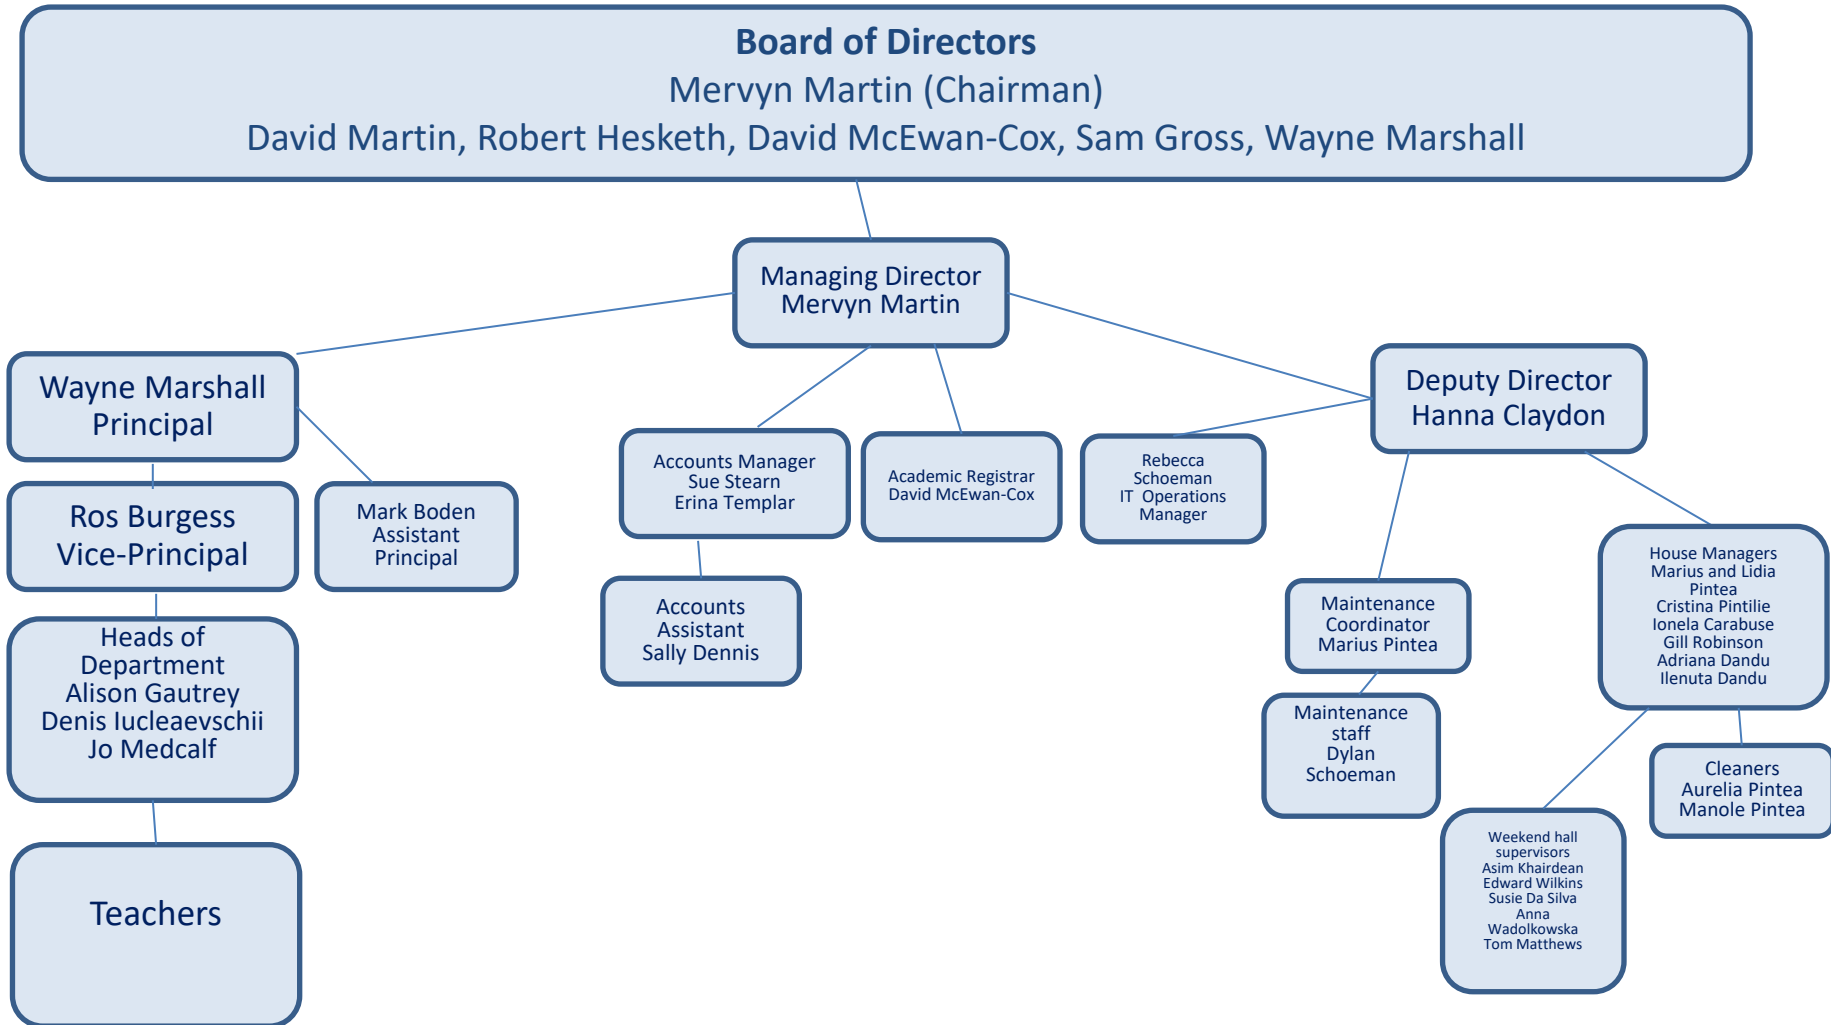 Board of Directors
Mervyn Martin (Chairman)
David Martin, Robert Hesketh, David McEwan-Cox, Sam Gross, Wayne Marshall
Managing Director
Mervyn Martin
Wayne Marshall
Principal
Deputy Director
Hanna Claydon
Ros Burgess
Vice-Principal
Mark Boden
Assistant
Principal
Accounts Manager
Sue Stearn
Erina Templar
Academic Registrar
David McEwan-Cox
Rebecca
Schoeman
IT Operations
Manager
Heads of
Department
Alison Gautrey
Denis Iucleaevschii
Jo Medcalf
Accounts
Assistant
Sally Dennis
Maintenance
Coordinator
Marius Pintea
House Managers
Marius and Lidia
Pintea
Cristina Pintilie
Ionela Carabuse
Gill Robinson
Adriana Dandu
Ilenuta Dandu
Maintenance
staff
Dylan
Schoeman
Cleaners
Aurelia Pintea
Manole Pintea
Weekend hall
supervisors
Asim Khairdean
Edward Wilkins
Susie Da Silva
Anna
Wadolkowska
Tom Matthews
Teachers